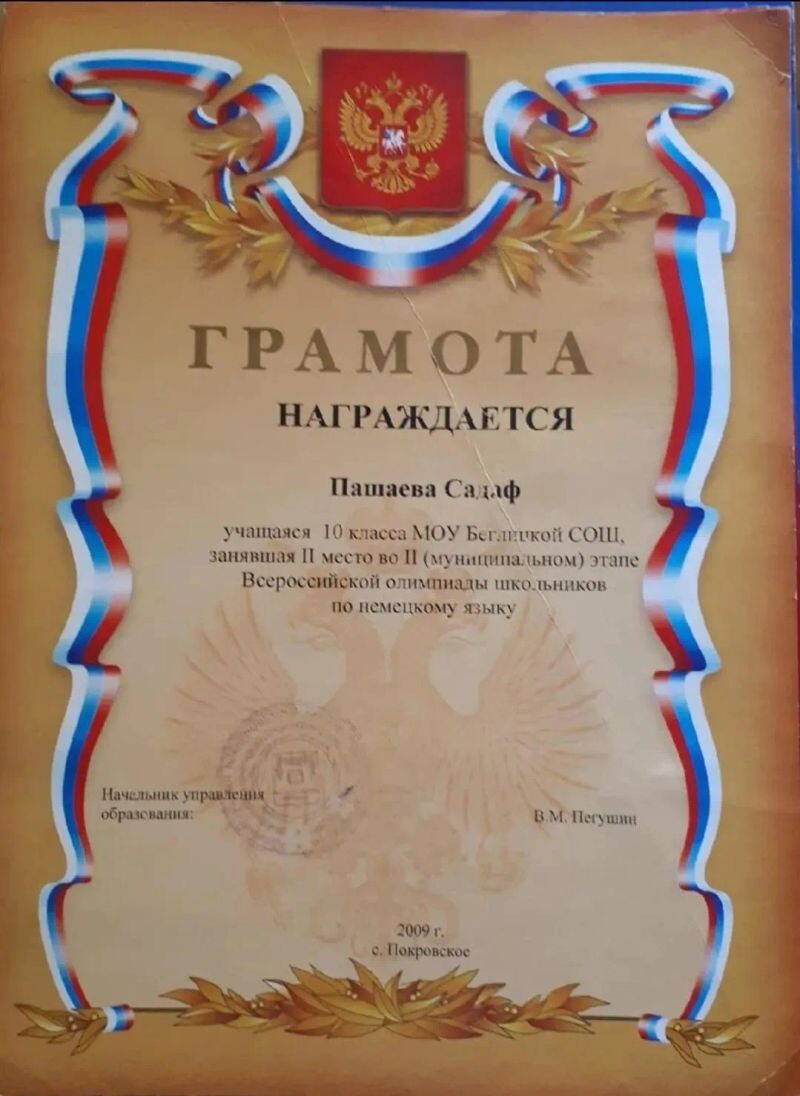 ГРАМОТА
НАГРАЖДАЕТСЯ
Пашаева Садаф
учащаяся 10 класса МОУ Беглицкой СОШ,
занявшая II место во II (муниципальном) этапе
Всероссийской олимпиады школьников
по немецкому языку
Начальник управления
образования:
В.М. Пегушин
2009 г.
с. Покровское